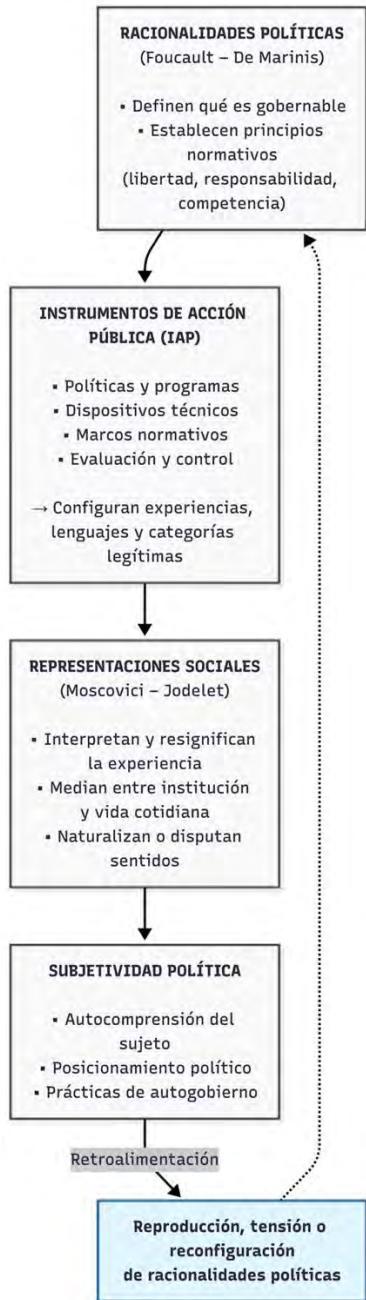 RACIONALIDADES POLÍTICAS
(Foucault – De Marinis)
▪ Definen qué es gobernable
▪ Establecen principios
normativos
(libertad, responsabilidad,
competencia)
INSTRUMENTOS DE ACCIÓN
PÚBLICA (IAP)
▪ Políticas y programas
▪ Dispositivos técnicos
▪ Marcos normativos
▪ Evaluación y control
→ Configuran experiencias,
lenguajes y categorías
legítimas
REPRESENTACIONES SOCIALES
(Moscovici – Jodelet)
▪ Interpretan y resignifican
la experiencia
▪ Median entre institución
y vida cotidiana
▪ Naturalizan o disputan
sentidos
SUBJETIVIDAD POLÍTICA
▪ Autocomprensión del
sujeto
▪ Posicionamiento político
▪ Prácticas de autogobierno
Retroalimentación
Reproducción, tensión o
reconfiguración
de racionalidades políticas